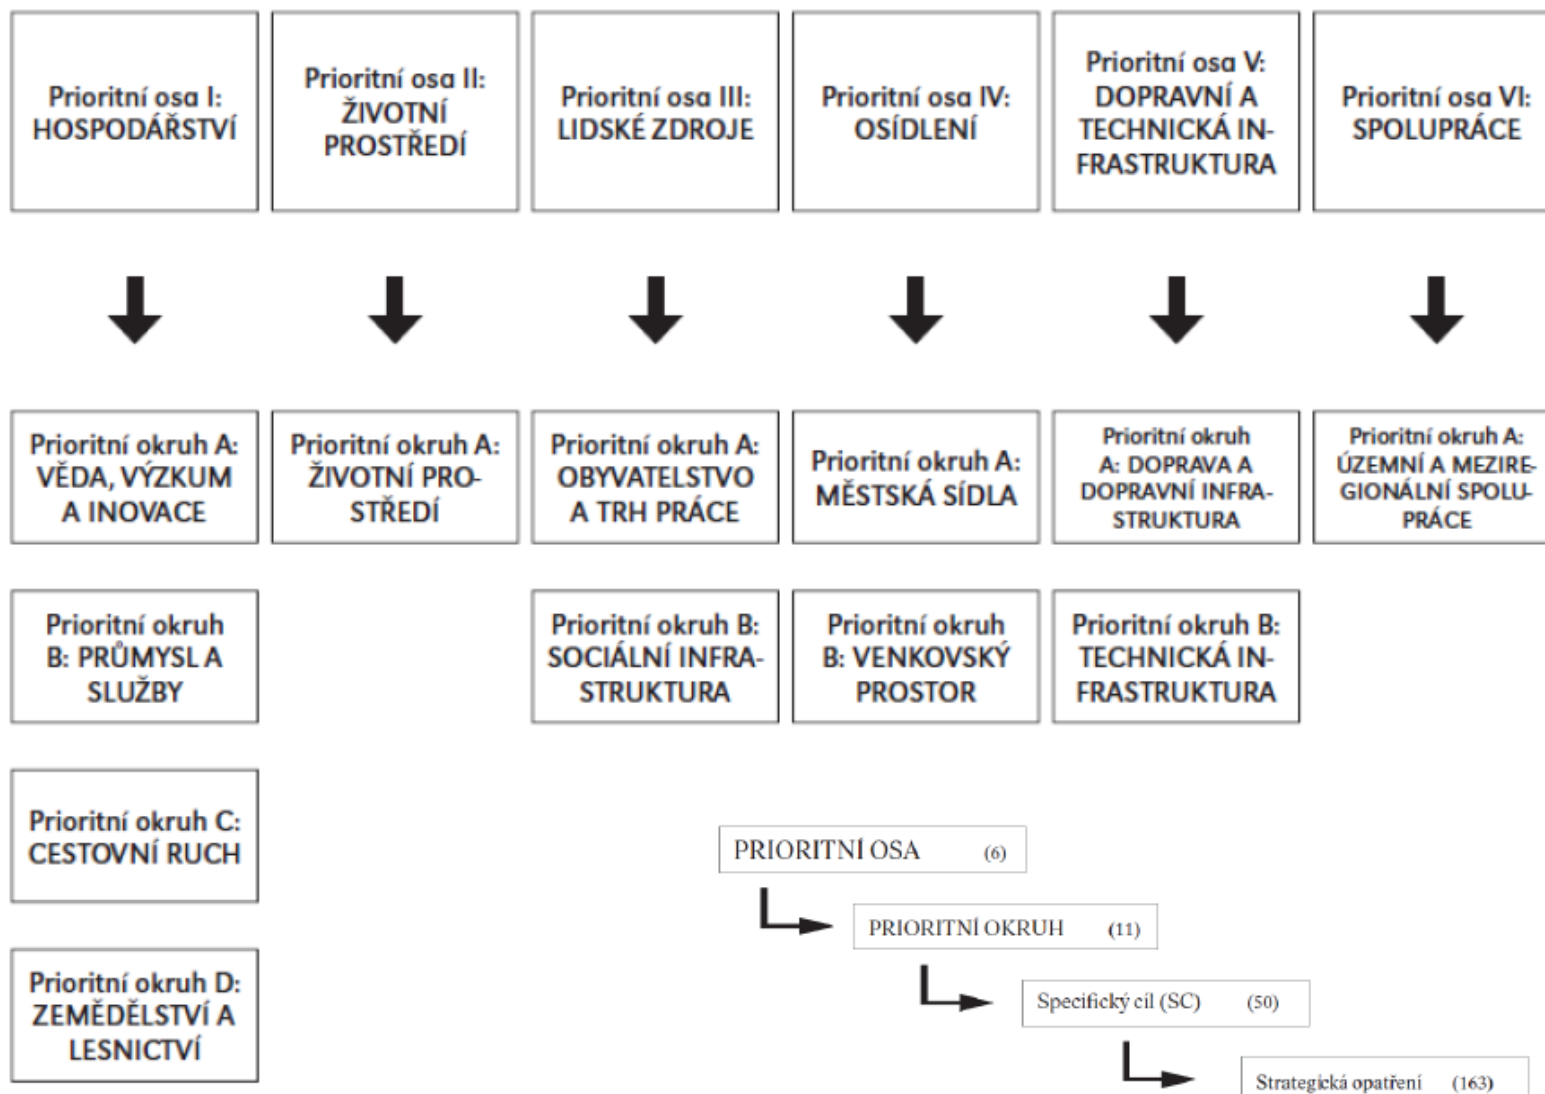 Prioritní osa I:
HOSPODÁŘSTVÍ
Prioritní osa II:
ŽIVOTNÍ
PROSTŘEDÍ
Prioritní osa III:
LIDSKÉ ZDROJE
Prioritní osa IV:
OSÍDLENÍ
Prioritní osa V:
DOPRAVNÍ A
TECHNICKÁ IN-
FRASTRUKTURA
Prioritní osa VI:
SPOLUPRÁCE
Prioritní okruh A:
VĚDA, VÝZKUM
A INOVACE
Prioritní okruh A:
ŽIVOTNÍ PRO-
STŘEDÍ
Prioritní okruh A:
OBYVATELSTVO
A TRH PRÁCE
Prioritní okruh A:
MĚSTSKÁ SÍDLA
Prioritní okruh
A: DOPRAVA A
DOPRAVNÍ INFRA-
STRUKTURA
Prioritní okruh A:
ÚZEMNÍ A MEZIRE-
GIONÁLNÍ SPOLU-
PRÁCE
Prioritní okruh
B: PRŮMYSL A
SLUŽBY
Prioritní okruh B:
SOCIÁLNÍ INFRA-
STRUKTURA
Prioritní okruh
B: VENKOVSKÝ
PROSTOR
Prioritní okruh B:
TECHNICKÁ IN-
FRASTRUKTURA
Prioritní okruh C:
CESTOVNÍ RUCH
Prioritní okruh D:
ZEMĚDĚLSTVÍ A
LESNICTVÍ
PRIORITNÍ OSA (6)
PRIORITNÍ OKRUH (11)
Specifický cíl (SC) (50)
Strategická opatření (163)